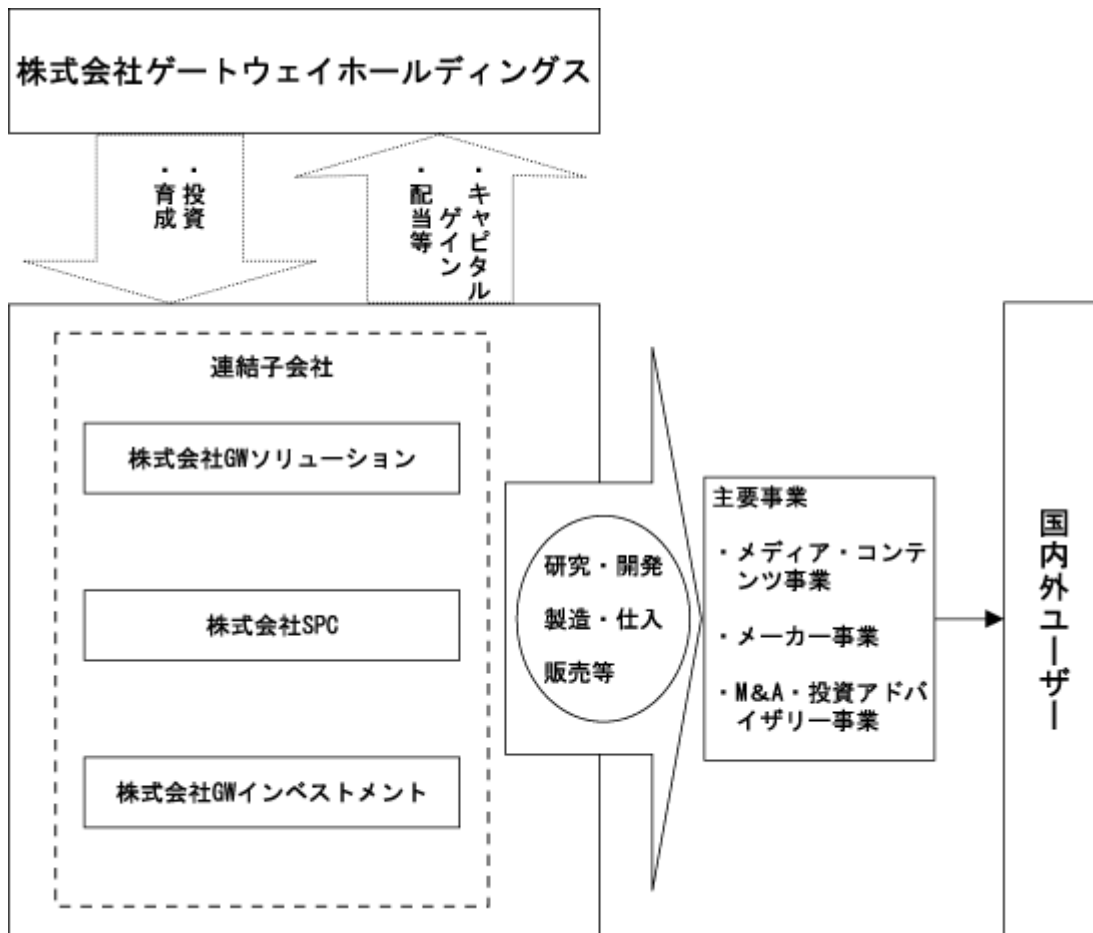 株式会社ゲートウェイホールディングス
・投資
・育成
・キャピタル
ゲイン
・配当等
連結子会社
株式会社GWソリューション
株式会社SPC
株式会社GWインベストメント
研究・開発
製造・仕入
販売等
主要事業
・メディア・コンテ
ンツ事業
・メーカー事業
・M&A・投資アドバ
イザリー事業
国内外ユーザー